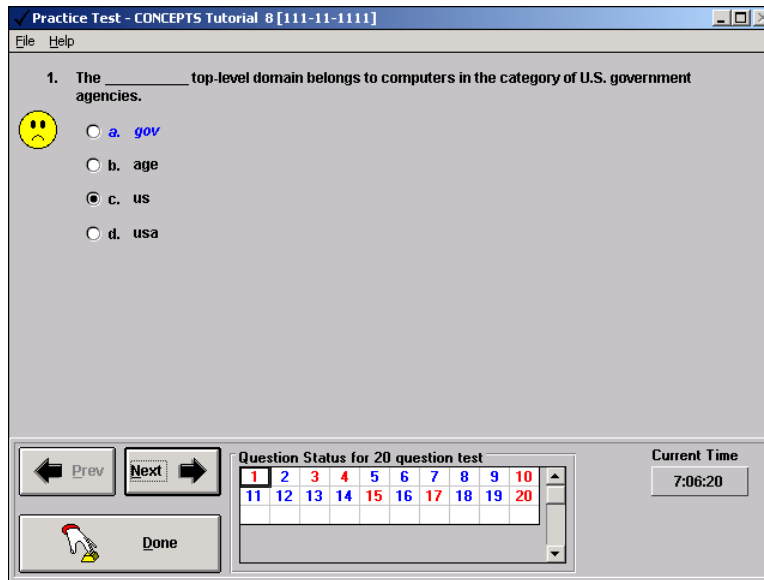 Practice Test - CONCEPTS Tutorial 8 [111-11-1111]
File Help
1. The __________ top-level domain belongs to computers in the category of U.S. government
agencies.
a. gov
b. age
c. us
d. usa
Prev
Next
Done
Question Status for 20 question test
1 2 3 4 5 6 7 8 9 10
11 12 13 14 15 16 17 18 19 20
Current Time
7:06:20